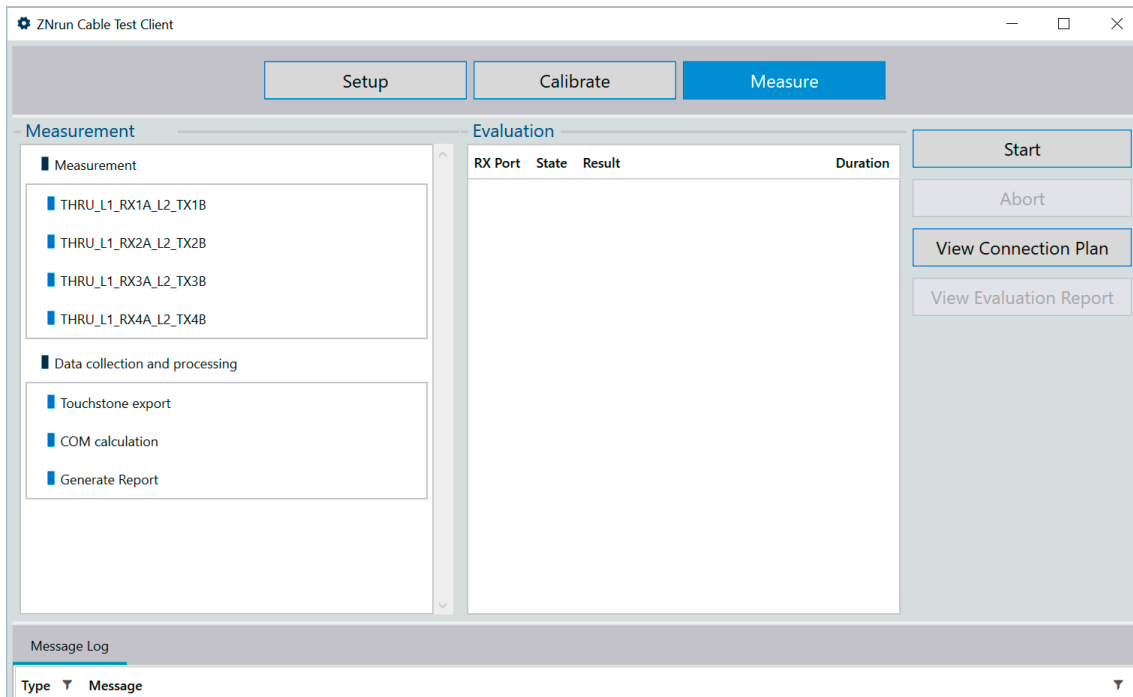 ZNrun Cable Test Client
Setup
Calibrate
Measure
Measurement
Measurement
THRU_L1_RX1A_L2_TX1B
THRU_L1_RX2A_L2_TX2B
THRU_L1_RX3A_L2_TX3B
THRU_L1_RX4A_L2_TX4B
Data collection and processing
Touchstone export
COM calculation
Generate Report
Evaluation
RX Port State Result Duration
Start
Abort
View Connection Plan
View Evaluation Report
Message Log
Type Message